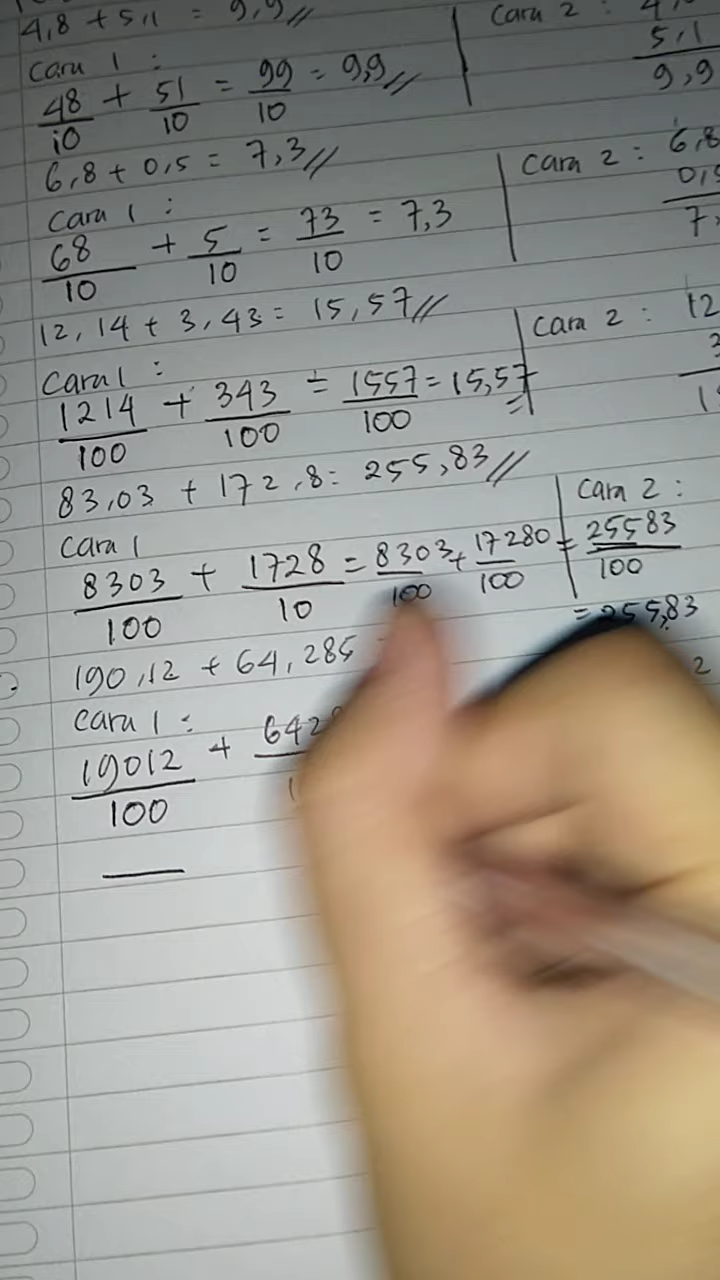 4,8 + 5,1 = 9,9 //
Cara 2 :
5,1
9,9
Cara 1 :
48/10 + 51/10 = 99/10 = 9,9 //
6,8 + 0,5 = 7,3 //
Cara 2 : 6,8
Cara 1 :
68/10 + 5/10 = 73/10 = 7,3
12,14 + 3,43 = 15,57 //
Cara 2 : 12
Cara 1 :
1214/100 + 343/100 = 1557/100 = 15,57
83,03 + 172,8 = 255,83 //
Cara 2 :
Cara 1
8303/100 + 1728/10 = 8303/100 + 17280/100 = 25583/100
= 255,83
190,12 + 64,285
2
Cara 1 :
19012/100 +